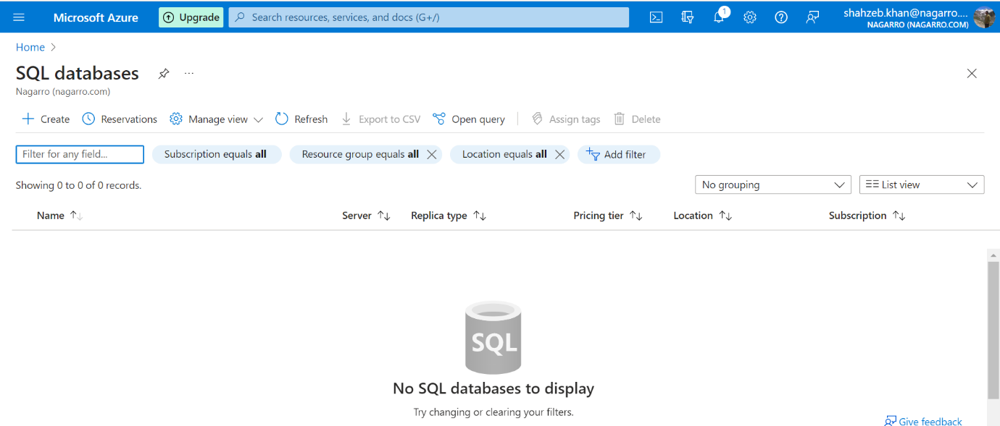 Microsoft Azure Upgrade Search resources, services, and docs (G+/) 1 shahzeb.khan@nagarro....
NAGARRO (NAGARRO.COM)
Home
SQL databases ...
Nagarro (nagarro.com)
Create Reservations Manage view Refresh Export to CSV Open query Assign tags Delete
Filter for any field... Subscription equals all Resource group equals all Location equals all Add filter
Showing 0 to 0 of 0 records. No grouping List view
Name Server Replica type Pricing tier Location Subscription
SQL
No SQL databases to display
Try changing or clearing your filters.
Give feedback